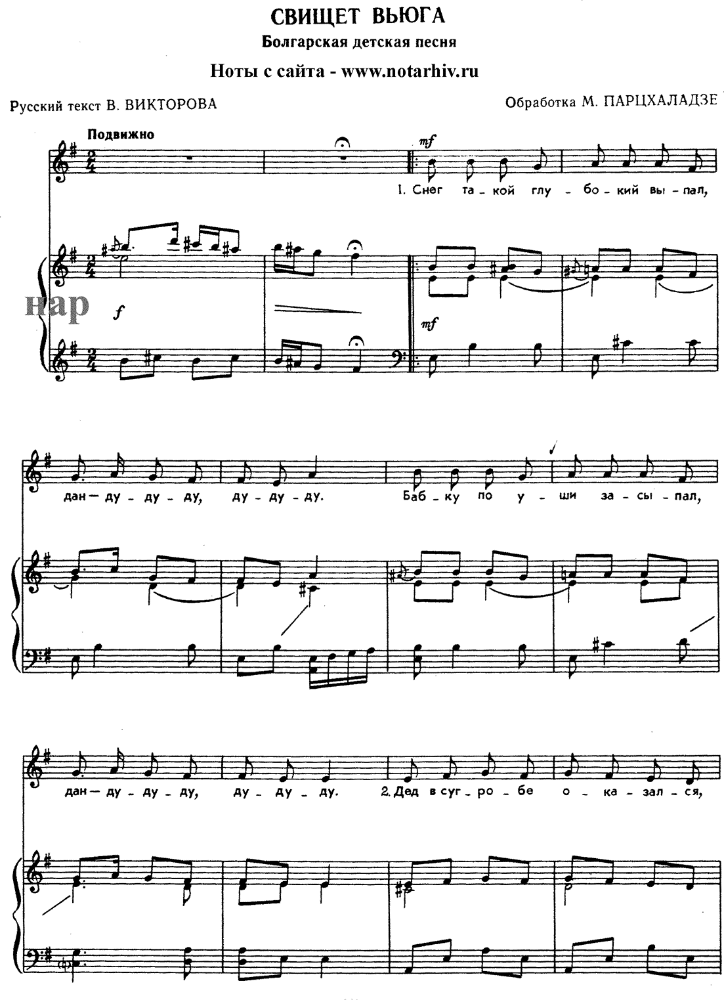 СВИЩЕТ ВЬЮГА
Болгарская детская песня
Ноты с сайта - www.notarhiv.ru
Русский текст В. ВИКТОРОВА
Обработка М. ПАРЦХАЛАДЗЕ
Подвижно
mf
1. Снег та - кой глу - бо - кий вы - пал,
нар
f
mf
дан— ду - ду - ду, ду - ду - ду. Баб - ку по у - ши за - сы - пал,
дан— ду - ду - ду, ду - ду - ду. 2. Дед в суг - ро - бе о - ка - зал - ся,